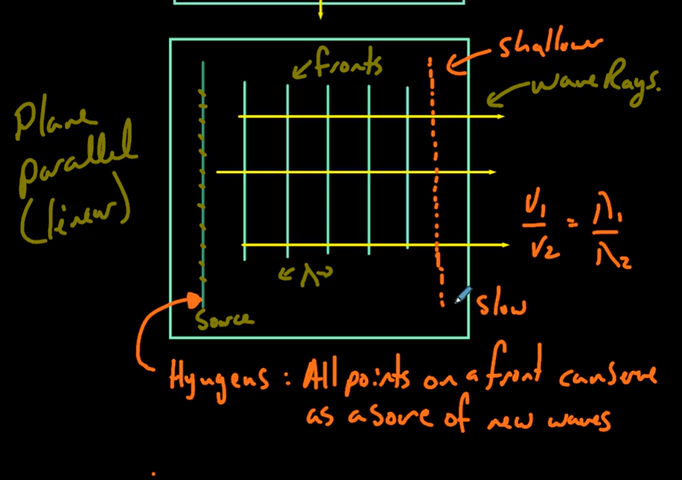 shallow
fronts
wave Rays.
Plane
parallel
(linear)
V1/V2 = λ1/λ2
← λ →
slow
Source
Hyugens : All points on a front can serve
as a sorce of new waves